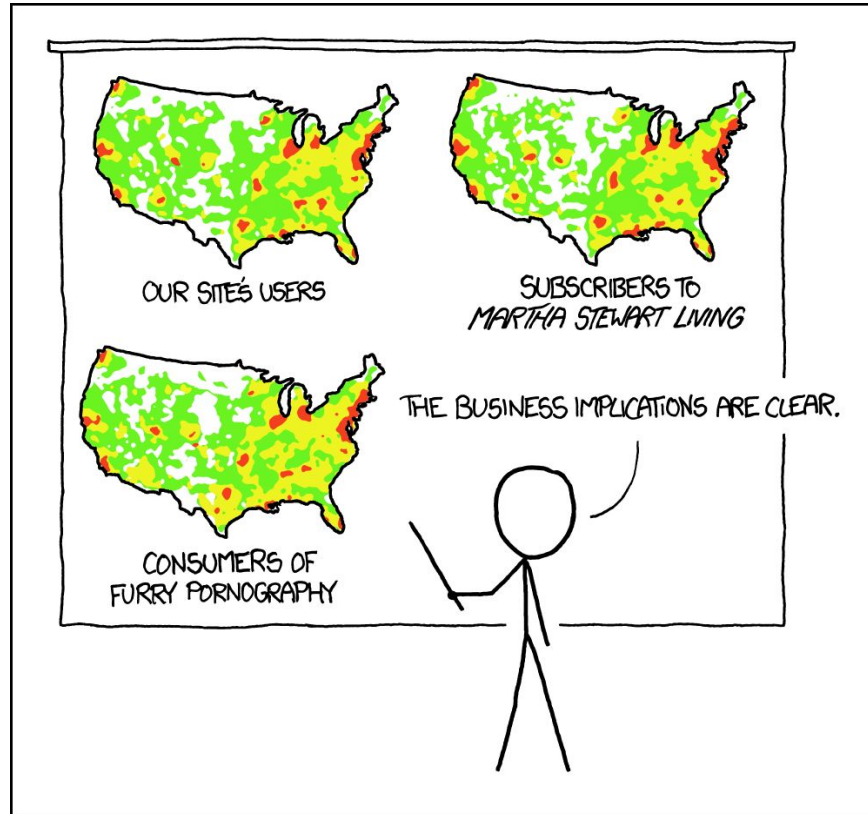 OUR SITE'S USERS
SUBSCRIBERS TO
MARTHA STEWART LIVING
CONSUMERS OF
FURRY PORNOGRAPHY
THE BUSINESS IMPLICATIONS ARE CLEAR.